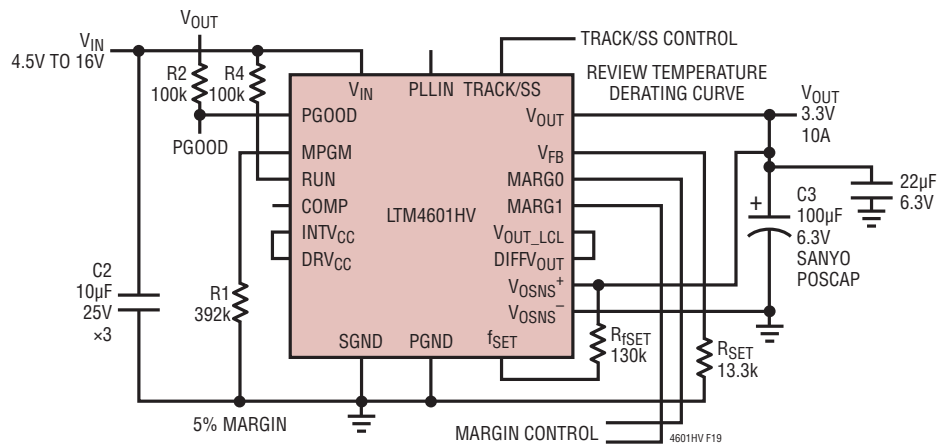 VOUT
VIN
4.5V TO 16V
R2
100k
R4
100k
PGOOD
TRACK/SS CONTROL
REVIEW TEMPERATURE
DERATING CURVE
VIN
PLLIN
TRACK/SS
PGOOD
MPGM
RUN
COMP
INTVCC
DRVCC
LTM4601HV
VOUT
VFB
MARG0
MARG1
VOUT_LCL
DIFFVOUT
VOSNS+
VOSNS–
SGND
PGND
fSET
VOUT
3.3V
10A
22µF
6.3V
+
C3
100µF
6.3V
SANYO
POSCAP
C2
10µF
25V
×3
R1
392k
RfSET
130k
RSET
13.3k
5% MARGIN
MARGIN CONTROL
4601HV F19